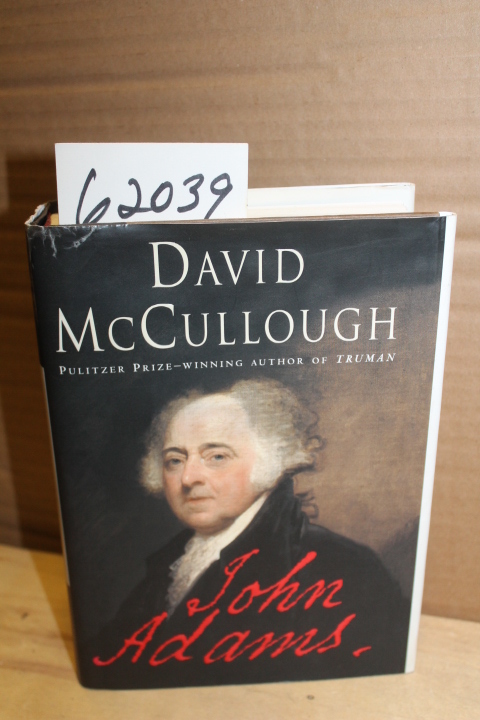 62039
DAVID
MCCULLOUGH
PULITZER PRIZE–WINNING AUTHOR OF TRUMAN
John
Adams.